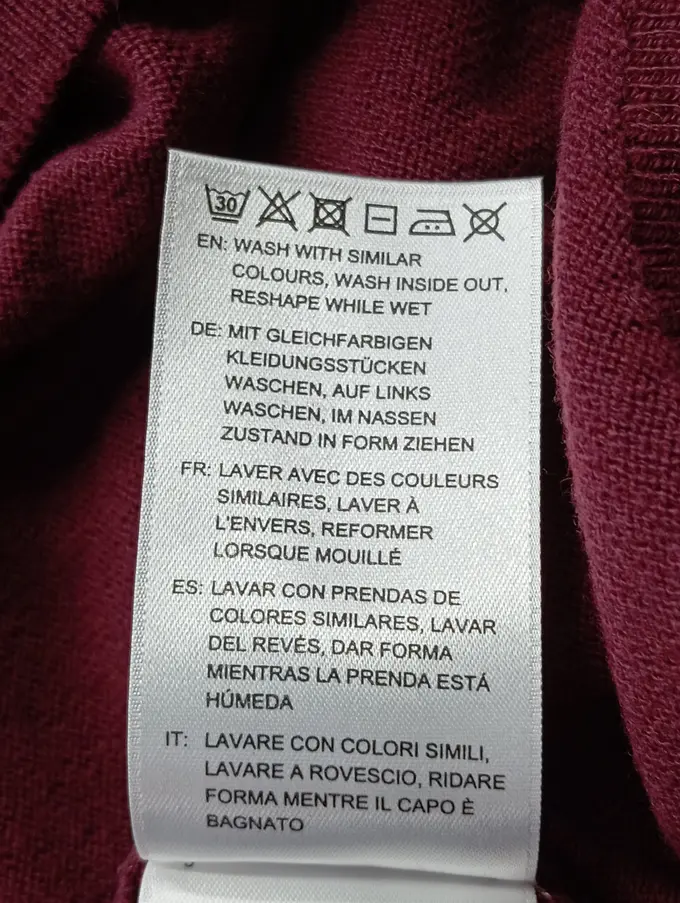 30
EN: WASH WITH SIMILAR
COLOURS, WASH INSIDE OUT,
RESHAPE WHILE WET
DE: MIT GLEICHFARBIGEN
KLEIDUNGSSTÜCKEN
WASCHEN, AUF LINKS
WASCHEN, IM NASSEN
ZUSTAND IN FORM ZIEHEN
FR: LAVER AVEC DES COULEURS
SIMILAIRES, LAVER À
L'ENVERS, REFORMER
LORSQUE MOUILLÉ
ES: LAVAR CON PRENDAS DE
COLORES SIMILARES, LAVAR
DEL REVÉS, DAR FORMA
MIENTRAS LA PRENDA ESTÁ
HÚMEDA
IT: LAVARE CON COLORI SIMILI,
LAVARE A ROVESCIO, RIDARE
FORMA MENTRE IL CAPO È
BAGNATO